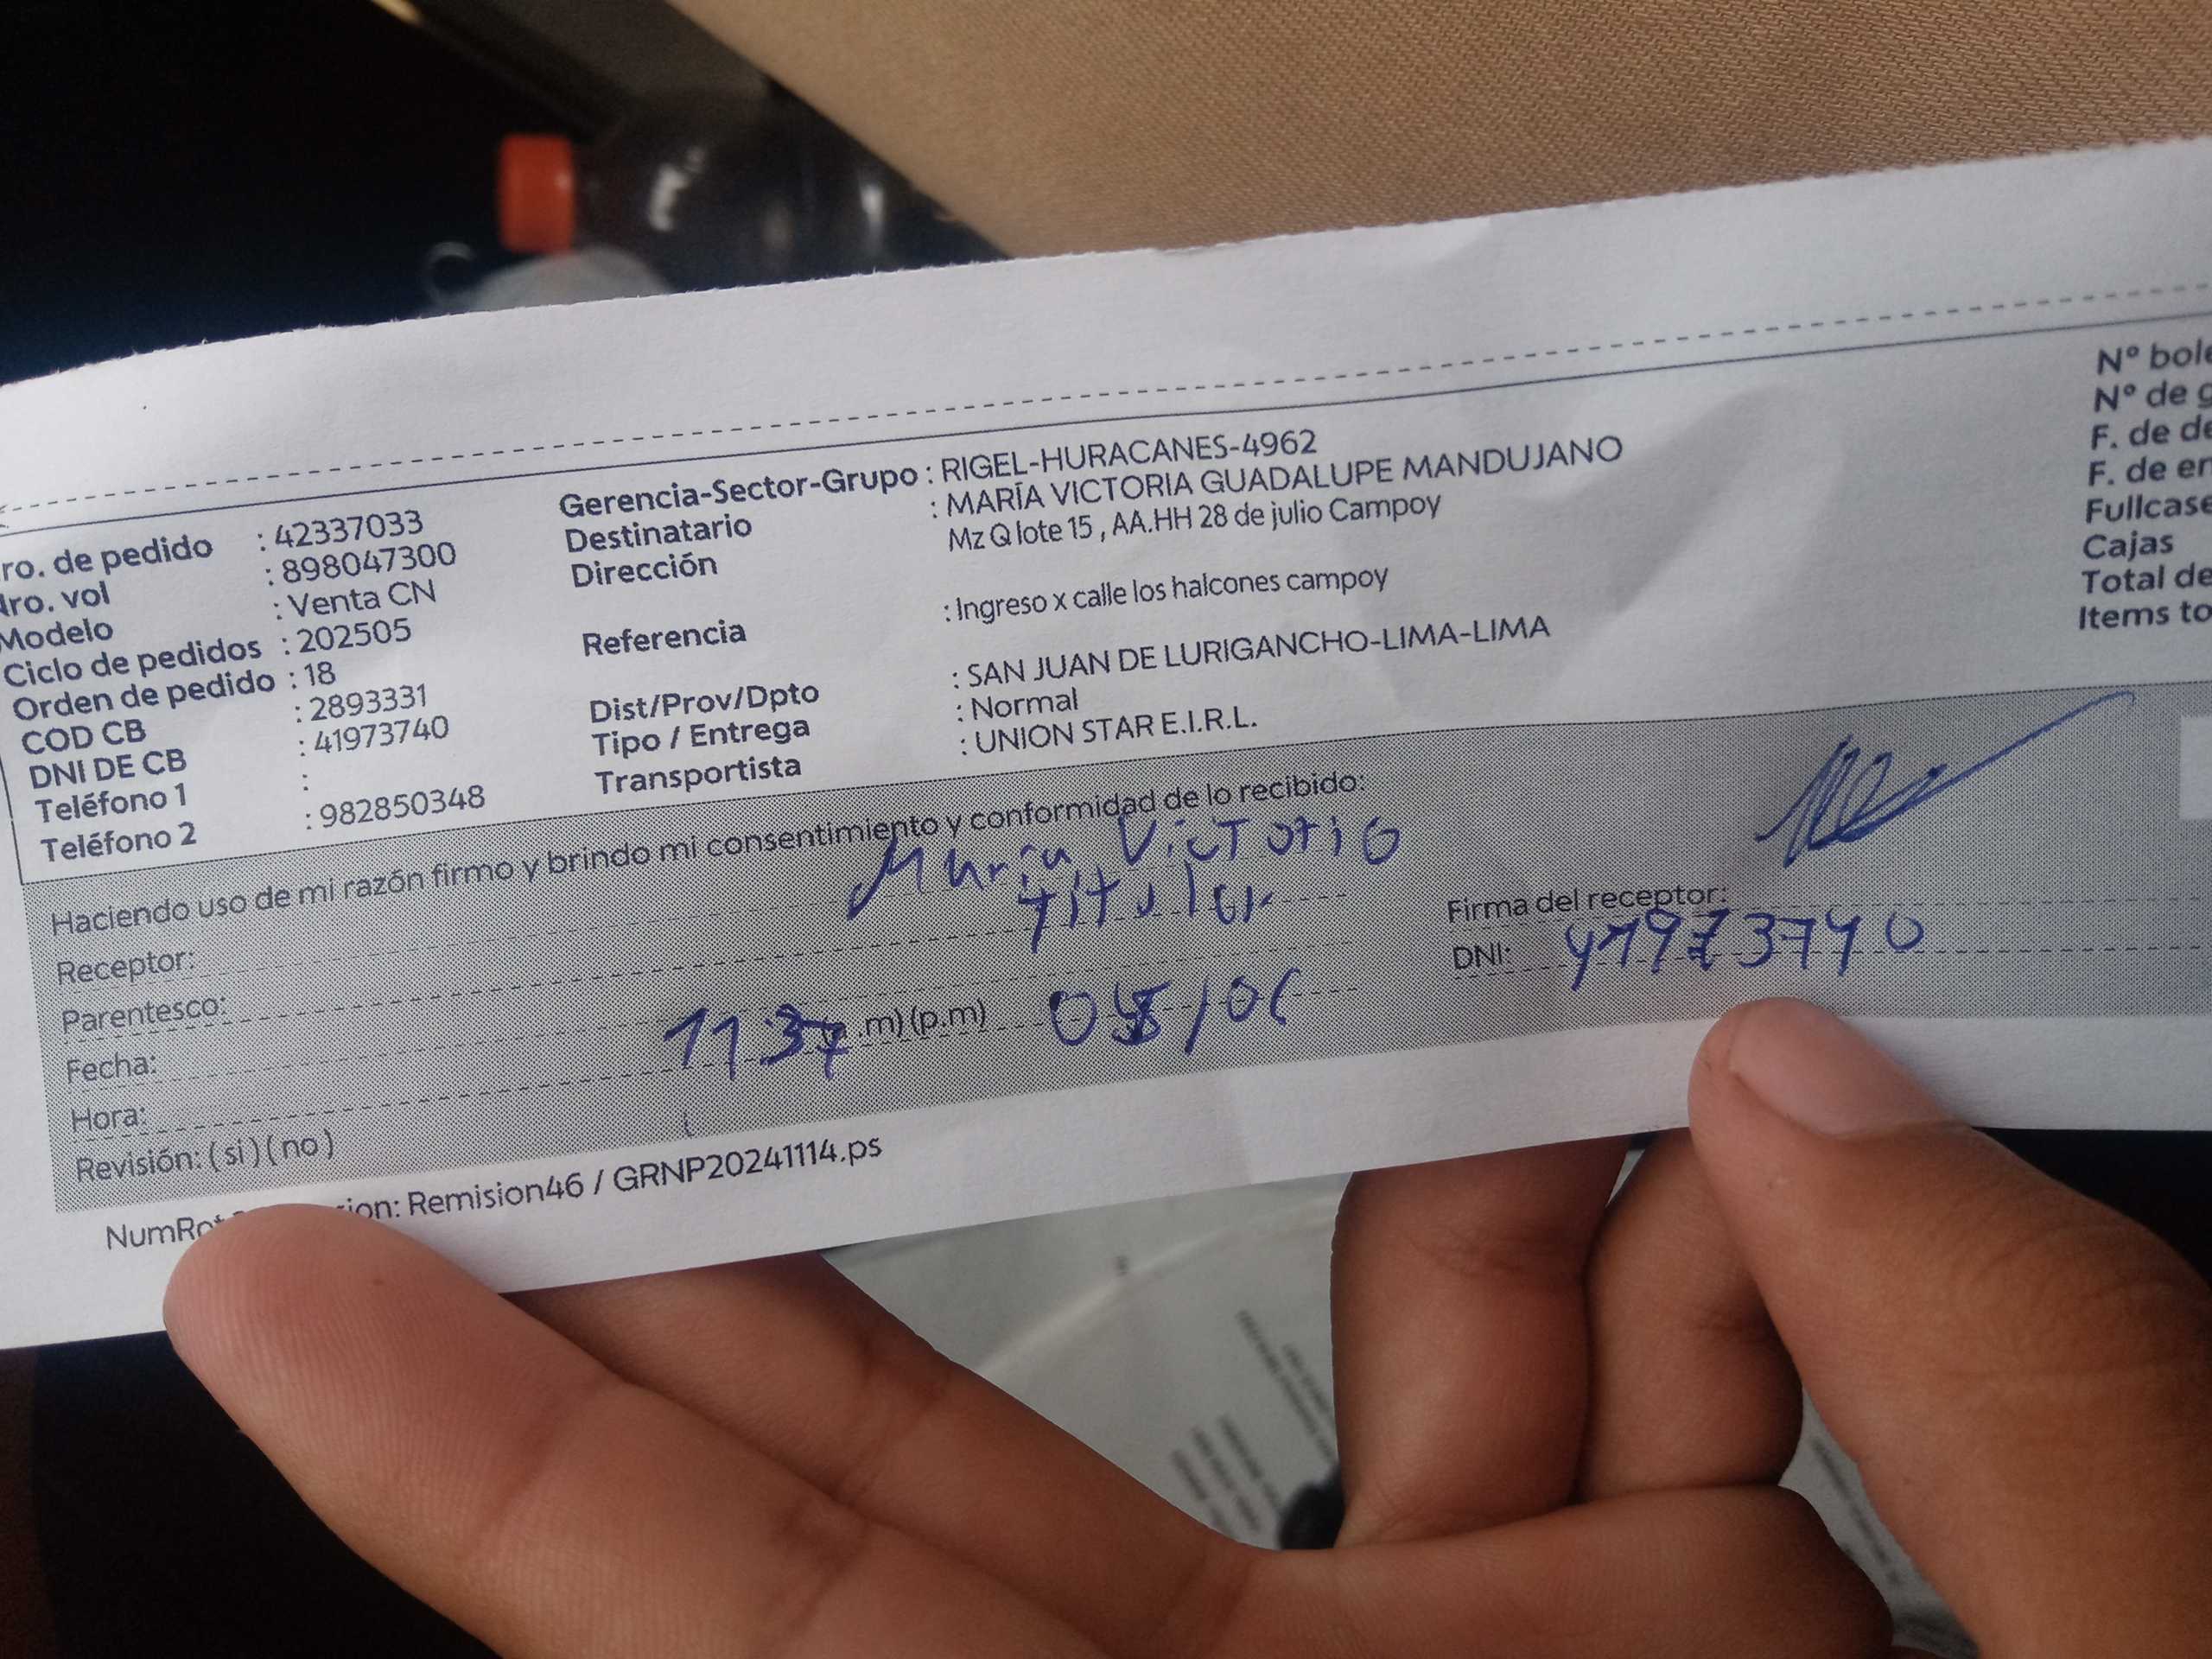 ro. de pedido : 42337033
Nro. vol : 898047300
Modelo : Venta CN
Ciclo de pedidos : 202505
Orden de pedido : 18
COD CB : 2893331
DNI DE CB : 41973740
Teléfono 1 :
Teléfono 2 : 982850348
Gerencia-Sector-Grupo : RIGEL-HURACANES-4962
Destinatario : MARÍA VICTORIA GUADALUPE MANDUJANO
Dirección Mz Q lote 15 , AA.HH 28 de julio Campoy
Referencia : Ingreso x calle los halcones campoy
Dist/Prov/Dpto : SAN JUAN DE LURIGANCHO-LIMA-LIMA
Tipo / Entrega : Normal
Transportista : UNION STAR E.I.R.L.
N° bole
N° de g
F. de de
F. de en
Fullcase
Cajas
Total de
Items to
Haciendo uso de mi razón firmo y brindo mi consentimiento y conformidad de lo recibido:
Receptor: Maria Victoria
Parentesco: Titular
Fecha:
Hora: 11 37 .m) (p.m)
Revisión: ( si ) ( no )
Firma del receptor:
DNI: 41973740
NumRot ion: Remision46 / GRNP20241114.ps